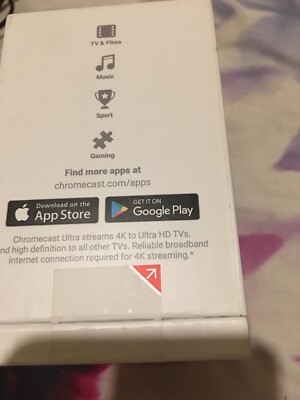 TV & Films
Music
Sport
Gaming
Find more apps at
chromecast.com/apps
Download on the
App Store
GET IT ON
Google Play
Chromecast Ultra streams 4K to Ultra HD TVs,
nd high definition to all other TVs. Reliable broadband
internet connection required for 4K streaming.*